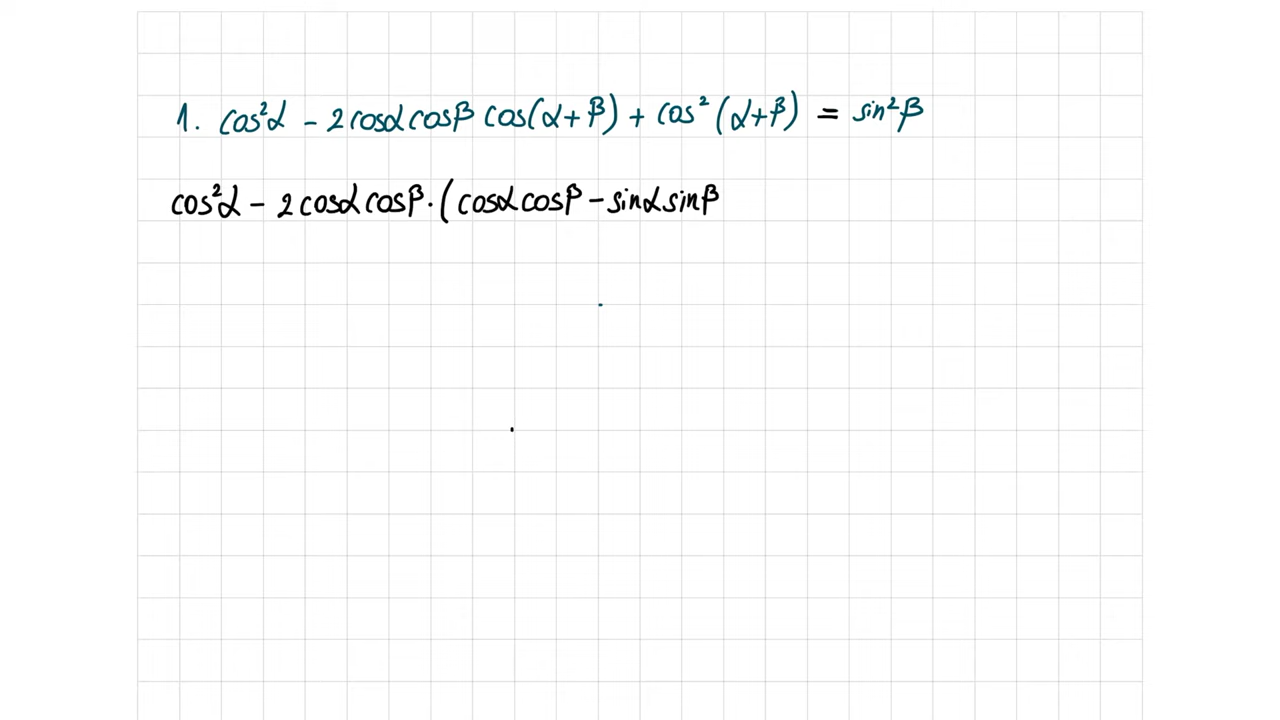 1. cos²α - 2cosα cosβ cos(α+β) + cos²(α+β) = sin²β
cos²α - 2cosα cosβ · (cosα cosβ - sinα sinβ